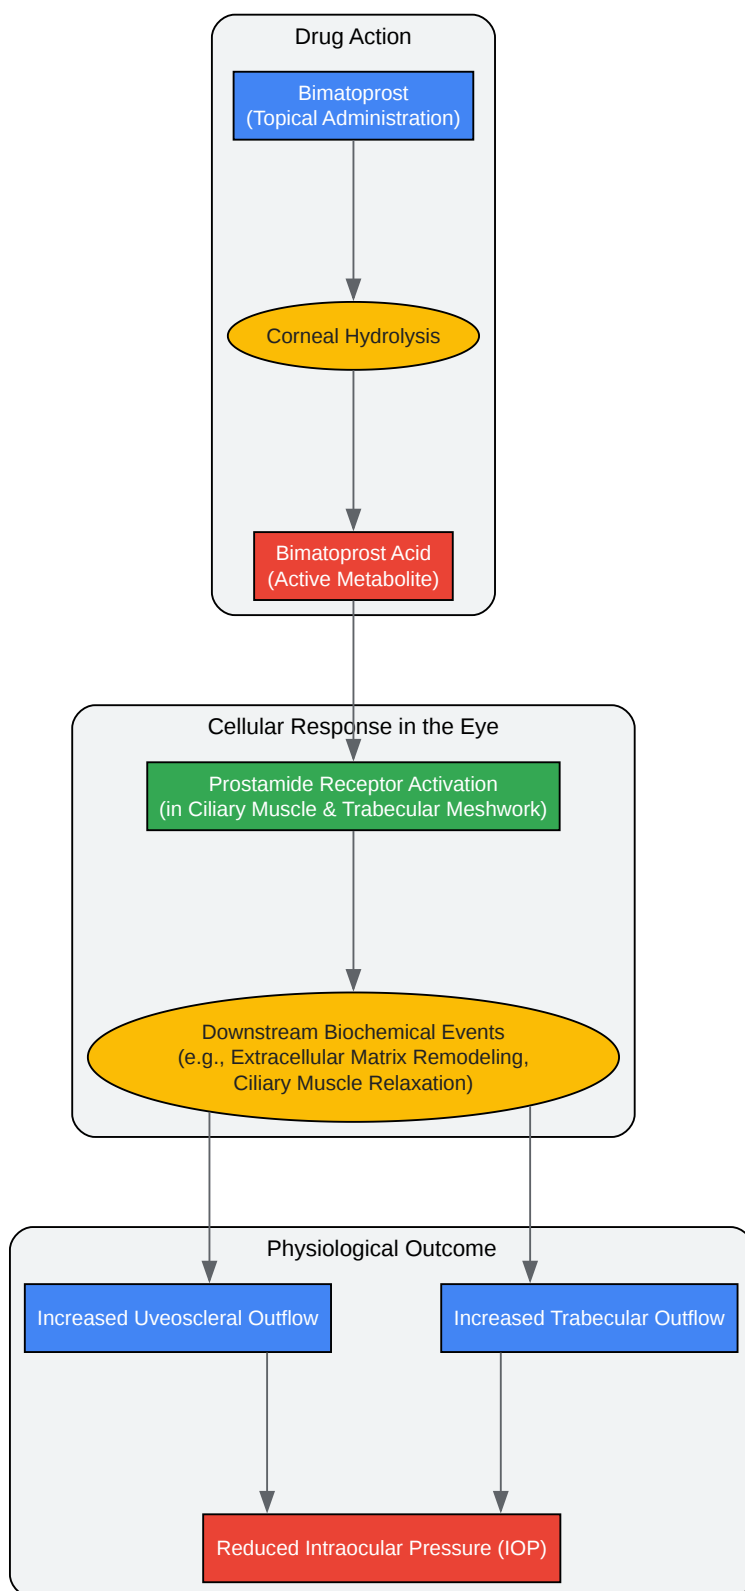 Drug Action
Bimatoprost
(Topical Administration)
Corneal Hydrolysis
Bimatoprost Acid
(Active Metabolite)
Cellular Response in the Eye
Prostamide Receptor Activation
(in Ciliary Muscle & Trabecular Meshwork)
Downstream Biochemical Events
(e.g., Extracellular Matrix Remodeling,
Ciliary Muscle Relaxation)
Physiological Outcome
Increased Uveoscleral Outflow
Increased Trabecular Outflow
Reduced Intraocular Pressure (IOP)